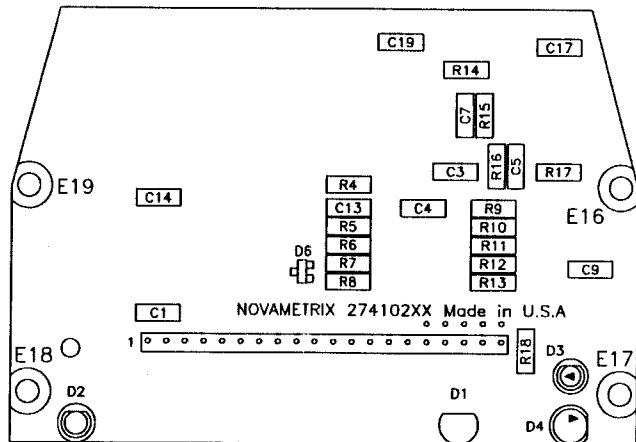 C19
C17
R14
C7
R15
R16
C5
C3
R17
E19
R4
C14
C13
C4
R9
E16
R5
R10
D6
R6
R11
R7
R12
C9
R8
R13
C1
NOVAMETRIX 274102XX Made in U.S.A
1
R18
D3
E18
E17
D2
D1
D4